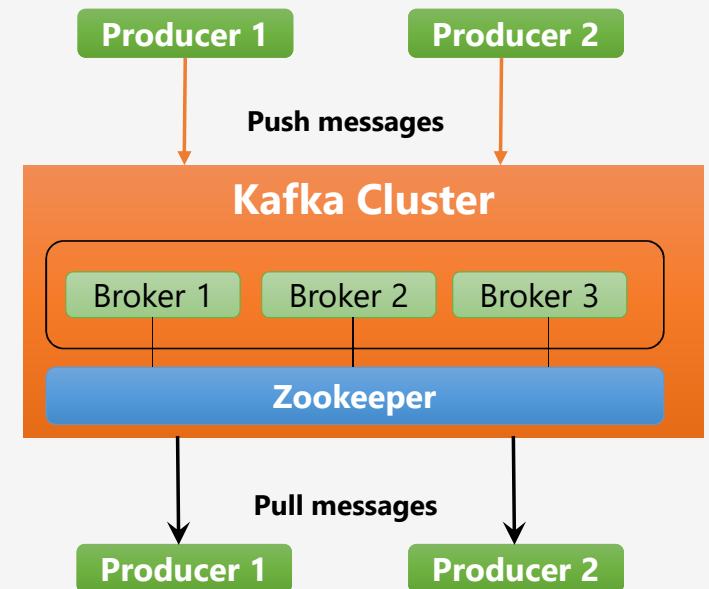 Producer 1
Producer 2
Push messages
Kafka Cluster
Broker 1
Broker 2
Broker 3
Zookeeper
Pull messages
Producer 1
Producer 2